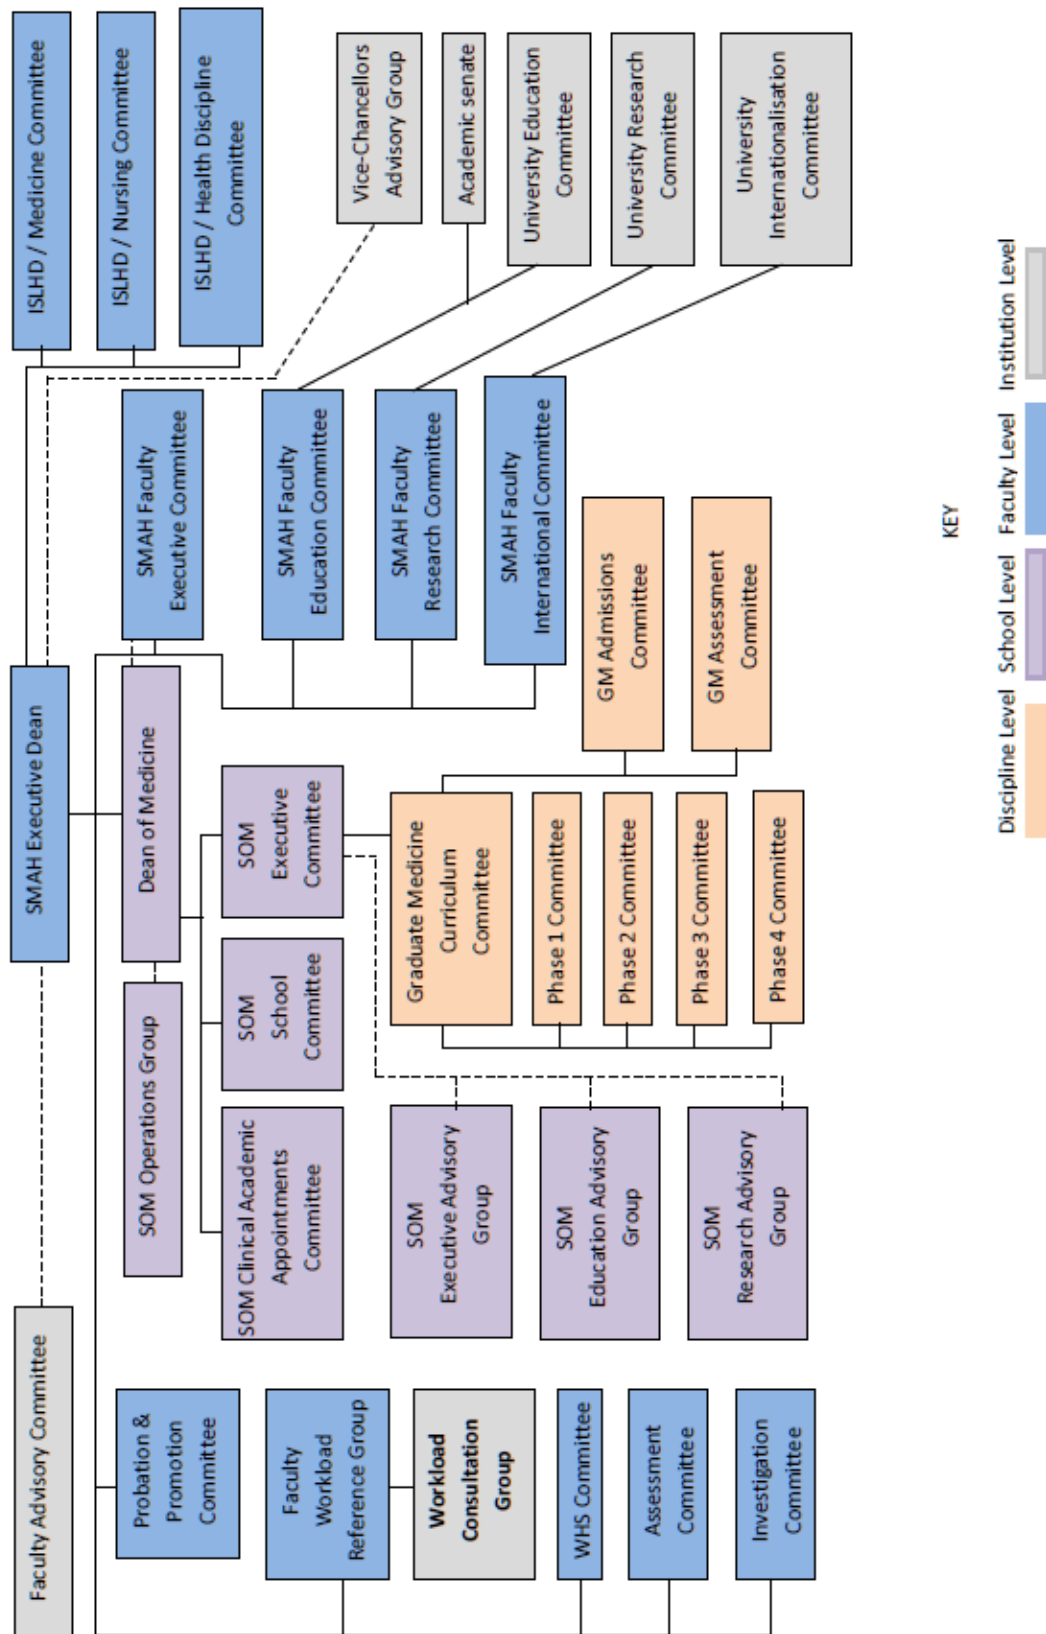 Faculty Advisory Committee
SMAH Executive Dean
ISLHD / Medicine Committee
ISLHD / Nursing Committee
ISLHD / Health Discipline
Committee
Probation &
Promotion
Committee
SOM Operations Group
Dean of Medicine
SMAH Faculty
Executive Committee
Vice-Chancellors
Advisory Group
Academic senate
University Education
Committee
University Research
Committee
University
Internationalisation
Committee
Faculty
Workload
Reference Group
Workload
Consultation
Group
WHS Committee
Assessment
Committee
Investigation
Committee
SOM Clinical Academic
Appointments
Committee
SOM
School
Committee
SOM
Executive
Committee
SMAH Faculty
Education Committee
SMAH Faculty
Research Committee
SMAH Faculty
International Committee
SOM
Executive Advisory
Group
SOM
Education Advisory
Group
SOM
Research Advisory
Group
Graduate Medicine
Curriculum
Committee
Phase 1 Committee
Phase 2 Committee
Phase 3 Committee
Phase 4 Committee
GM Admissions
Committee
GM Assessment
Committee
KEY
Discipline Level
School Level
Faculty Level
Institution Level